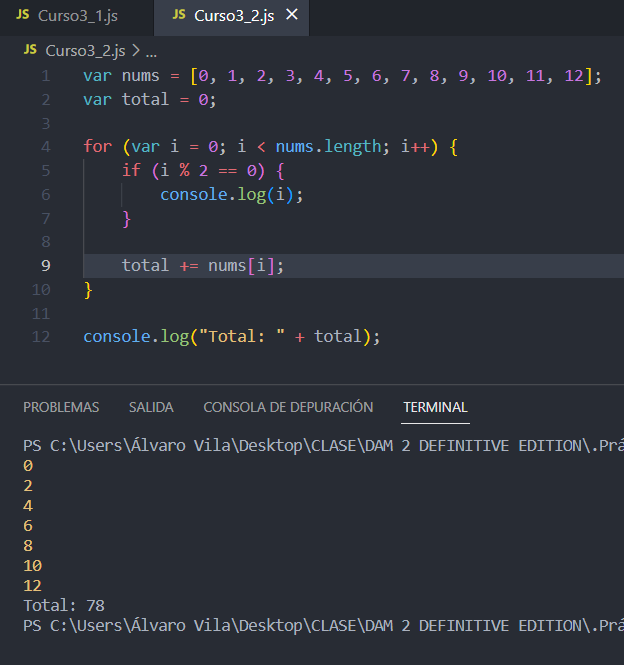 JS Curso3_1.js JS Curso3_2.js
JS Curso3_2.js > ...
1 var nums = [0, 1, 2, 3, 4, 5, 6, 7, 8, 9, 10, 11, 12];
2 var total = 0;
3
4 for (var i = 0; i < nums.length; i++) {
5     if (i % 2 == 0) {
6         console.log(i);
7     }
8
9     total += nums[i];
10 }
11
12 console.log("Total: " + total);
PROBLEMAS SALIDA CONSOLA DE DEPURACIÓN TERMINAL
PS C:\Users\Álvaro Vila\Desktop\CLASE\DAM 2 DEFINITIVE EDITION\.Prá
0
2
4
6
8
10
12
Total: 78
PS C:\Users\Álvaro Vila\Desktop\CLASE\DAM 2 DEFINITIVE EDITION\.Prá